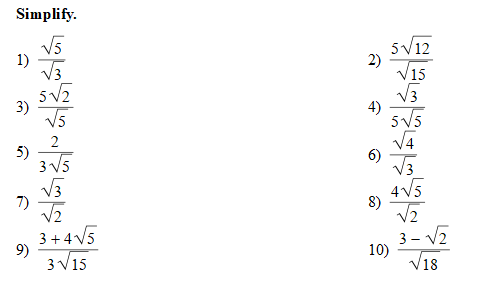 Simplify.
1) √5/√3 2) 5√12/√15
3) 5√2/√5 4) √3/5√5
5) 2/3√5 6) √4/√3
7) √3/√2 8) 4√5/√2
9) 3 + 4√5/3√15 10) 3 − √2/√18